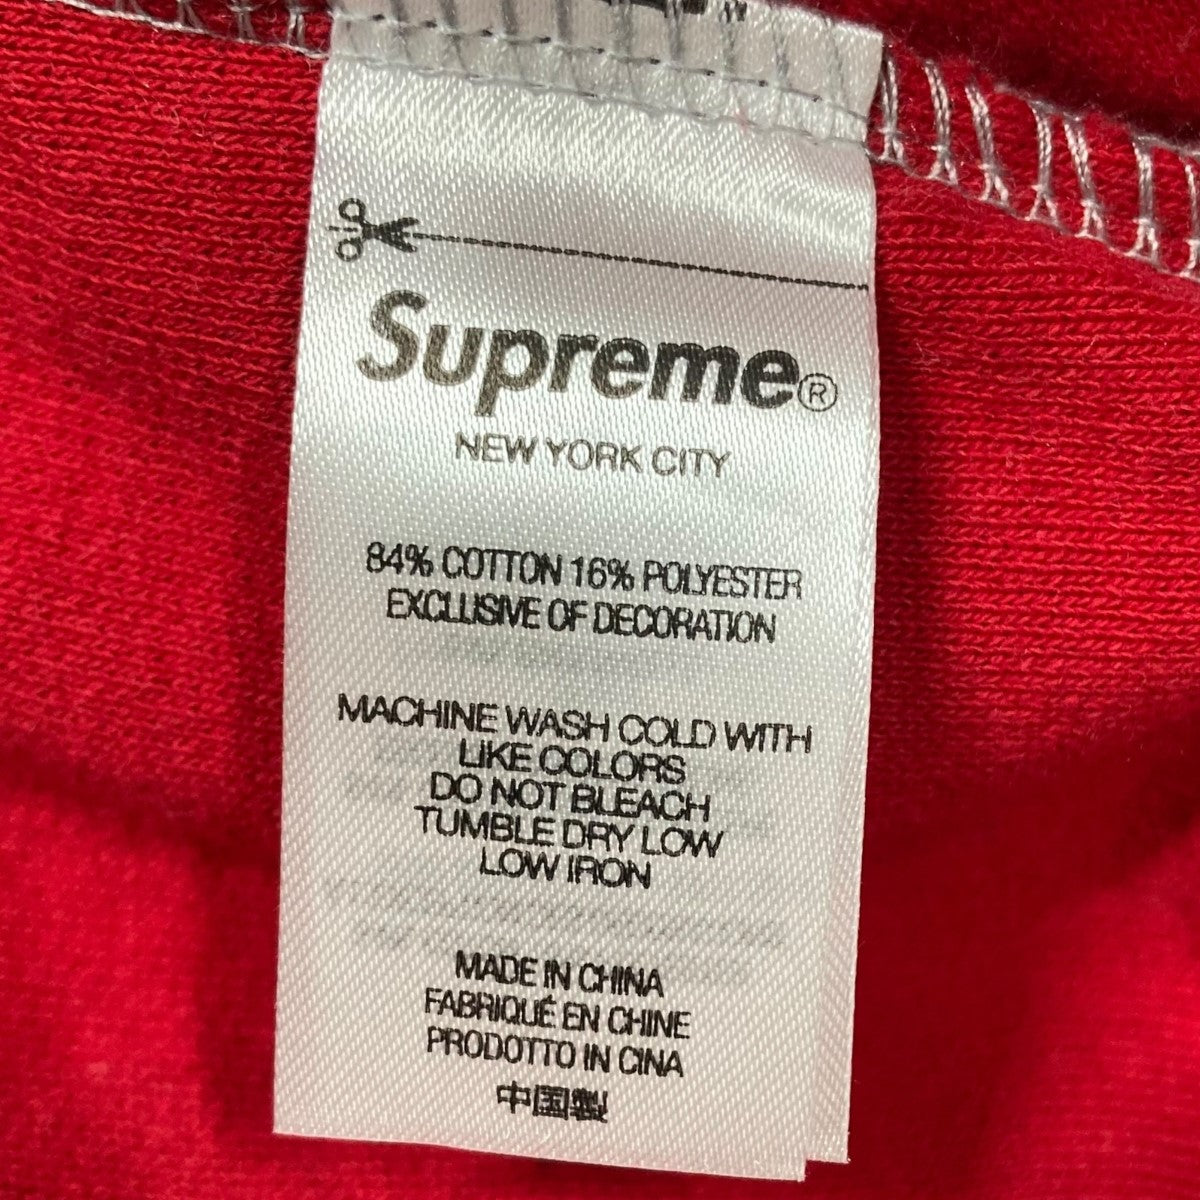 Supreme®
NEW YORK CITY
84% COTTON 16% POLYESTER
EXCLUSIVE OF DECORATION
MACHINE WASH COLD WITH
LIKE COLORS
DO NOT BLEACH
TUMBLE DRY LOW
LOW IRON
MADE IN CHINA
FABRIQUÉ EN CHINE
PRODOTTO IN CINA
中国製